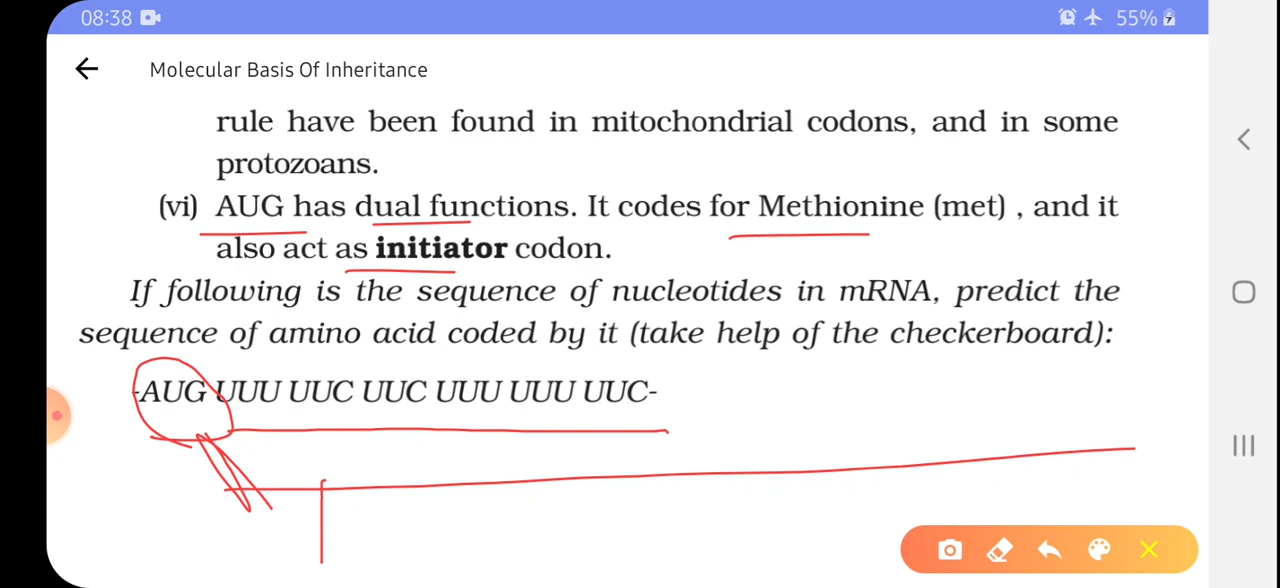 08:38
55%
Molecular Basis Of Inheritance
rule have been found in mitochondrial codons, and in some
protozoans.
(vi) AUG has dual functions. It codes for Methionine (met) , and it
also act as initiator codon.
If following is the sequence of nucleotides in mRNA, predict the
sequence of amino acid coded by it (take help of the checkerboard):
-AUG UUU UUC UUC UUU UUU UUC-